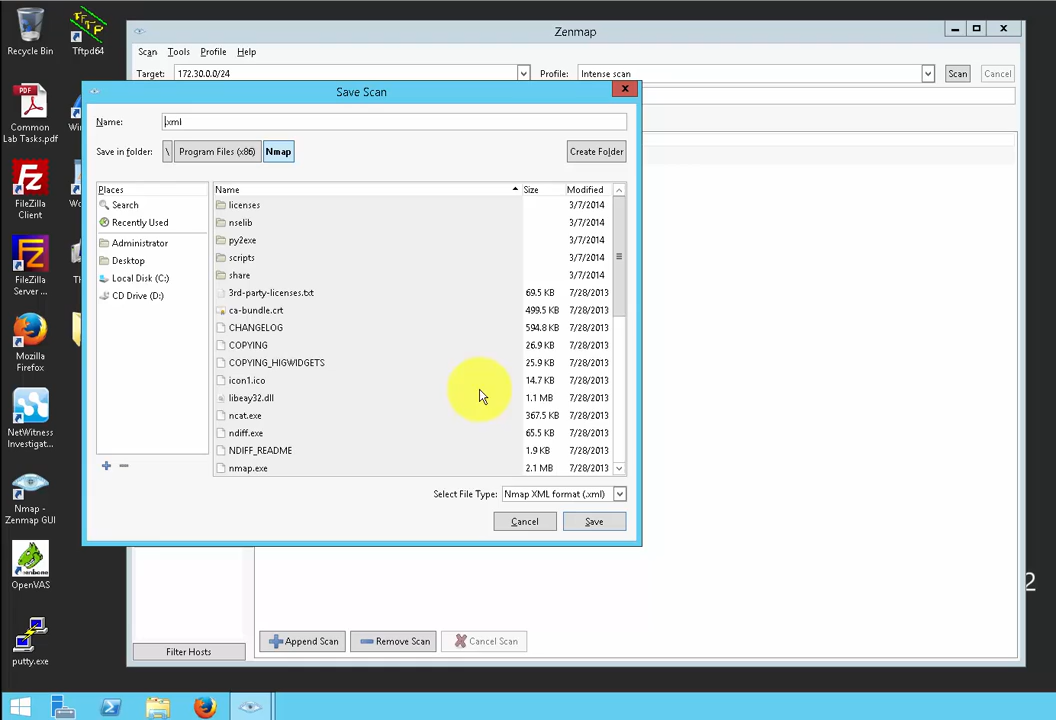 Recycle Bin
Tftpd64
Common
Lab Tasks.pdf
FileZilla
Client
FileZilla
Server ...
Mozilla
Firefox
NetWitness
Investigat...
Nmap -
Zenmap GUI
OpenVAS
putty.exe
Zenmap
Scan Tools Profile Help
Target: 172.30.0.0/24 Profile: Intense scan Scan Cancel
Save Scan
Name: .xml
Save in folder: \ Program Files (x86) Nmap Create Folder
Places
Search
Recently Used
Administrator
Desktop
Local Disk (C:)
CD Drive (D:)
Name Size Modified
licenses 3/7/2014
nselib 3/7/2014
py2exe 3/7/2014
scripts 3/7/2014
share 3/7/2014
3rd-party-licenses.txt 69.5 KB 7/28/2013
ca-bundle.crt 499.5 KB 7/28/2013
CHANGELOG 594.8 KB 7/28/2013
COPYING 26.9 KB 7/28/2013
COPYING_HIGWIDGETS 25.9 KB 7/28/2013
icon1.ico 14.7 KB 7/28/2013
libeay32.dll 1.1 MB 7/28/2013
ncat.exe 367.5 KB 7/28/2013
ndiff.exe 65.5 KB 7/28/2013
NDIFF_README 1.9 KB 7/28/2013
nmap.exe 2.1 MB 7/28/2013
Select File Type: Nmap XML format (.xml)
Cancel Save
Append Scan Remove Scan Cancel Scan
Filter Hosts
2